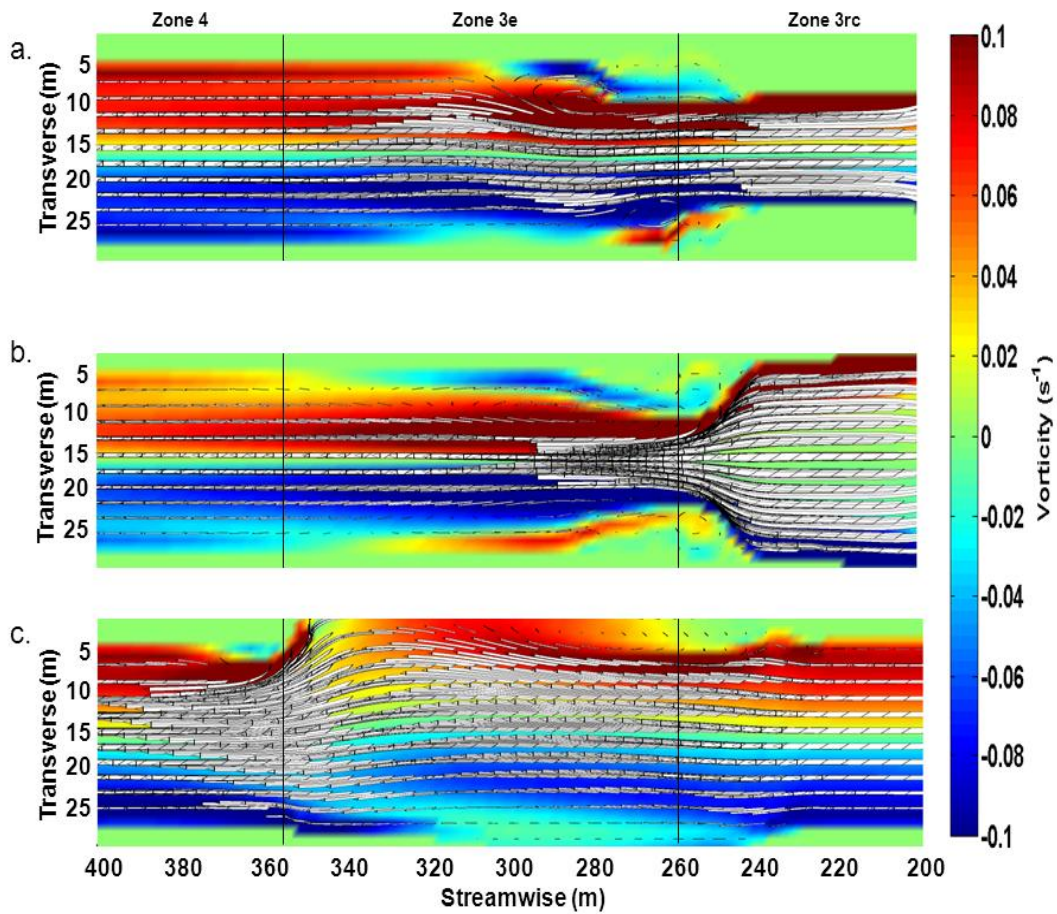 Zone 4 Zone 3e Zone 3rc
a.
Transverse (m)
5
10
15
20
25
b.
Transverse (m)
5
10
15
20
25
c.
Transverse (m)
5
10
15
20
25
400 380 360 340 320 300 280 260 240 220 200
Streamwise (m)
0.1
0.08
0.06
0.04
0.02
0
-0.02
-0.04
-0.06
-0.08
-0.1
Vorticity (s⁻¹)